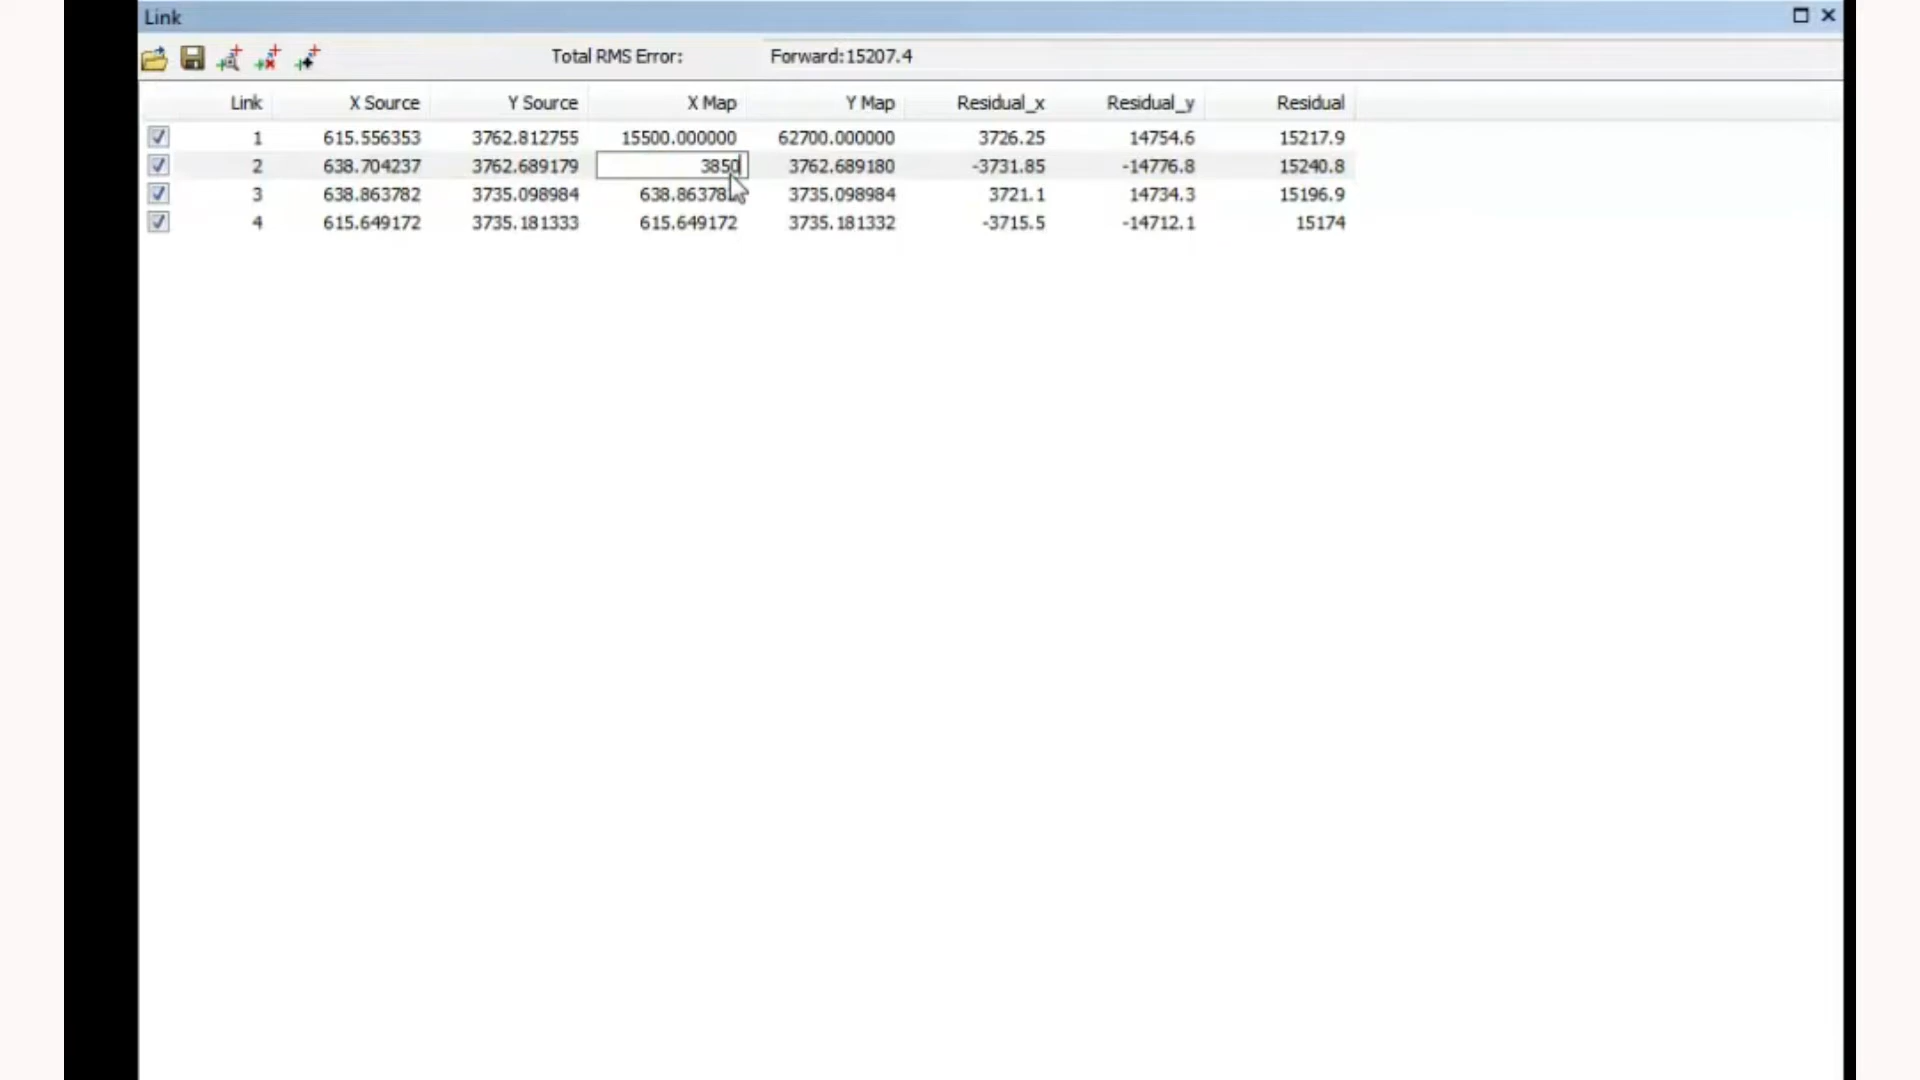 Link
Total RMS Error: Forward:15207.4
Link X Source Y Source X Map Y Map Residual_x Residual_y Residual
1 615.556353 3762.812755 15500.000000 62700.000000 3726.25 14754.6 15217.9
2 638.704237 3762.689179 3850 3762.689180 -3731.85 -14776.8 15240.8
3 638.863782 3735.098984 638.86378 3735.098984 3721.1 14734.3 15196.9
4 615.649172 3735.181333 615.649172 3735.181332 -3715.5 -14712.1 15174